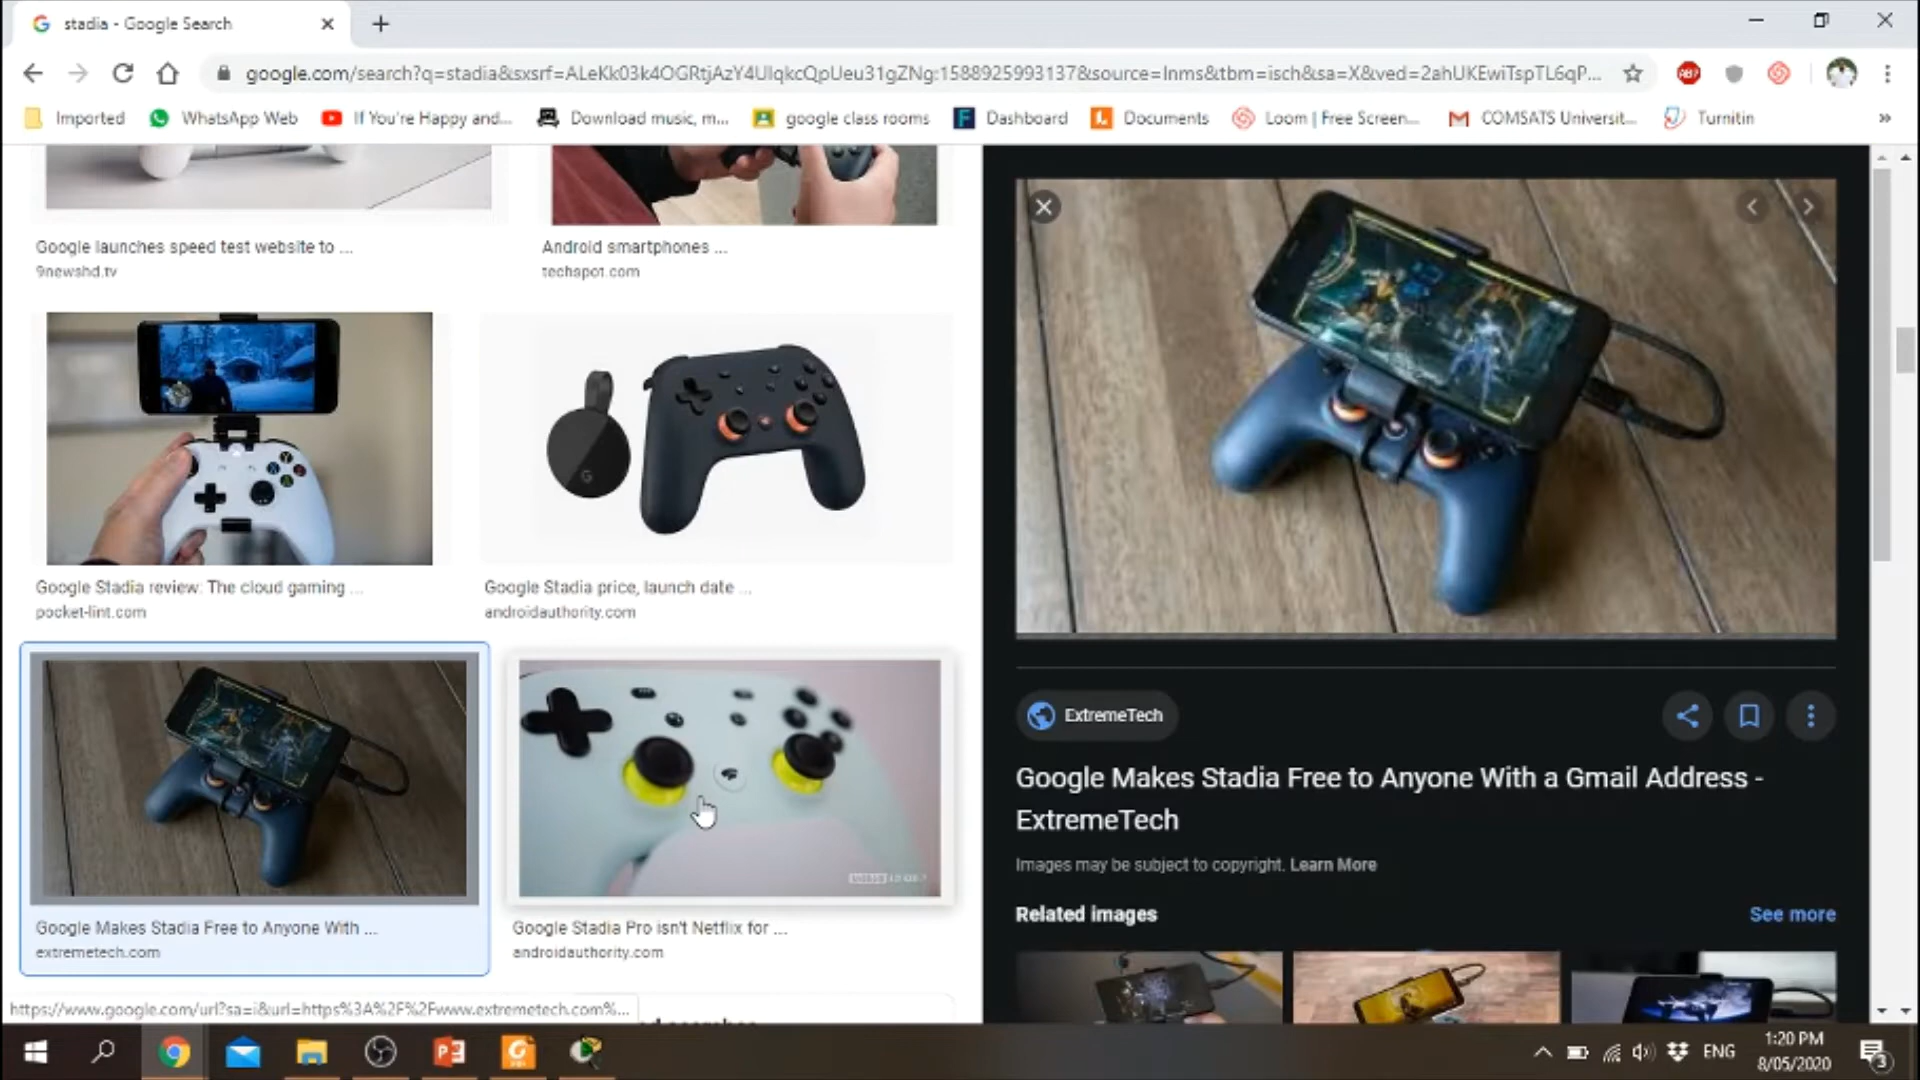 stadia - Google Search
google.com/search?q=stadia&sxsrf=ALeKk03k4OGRtjAzY4UIqkcQpUeu31gZNg:1588925993137&source=lnms&tbm=isch&sa=X&ved=2ahUKEwiTspTL6qP...
ABP
Imported
WhatsApp Web
If You're Happy and...
Download music, m...
google class rooms
Dashboard
Documents
Loom | Free Screen...
COMSATS Universit...
Turnitin
»
Google launches speed test website to ...
9newshd.tv
Android smartphones ...
techspot.com
Google Stadia review: The cloud gaming ...
pocket-lint.com
Google Stadia price, launch date ...
androidauthority.com
Google Makes Stadia Free to Anyone With ...
extremetech.com
Google Stadia Pro isn't Netflix for ...
androidauthority.com
ExtremeTech
Google Makes Stadia Free to Anyone With a Gmail Address -
ExtremeTech
Images may be subject to copyright. Learn More
Related images
See more
https://www.google.com/url?sa=i&url=https%3A%2F%2Fwww.extremetech.com%...
ENG
1:20 PM
8/05/2020
3